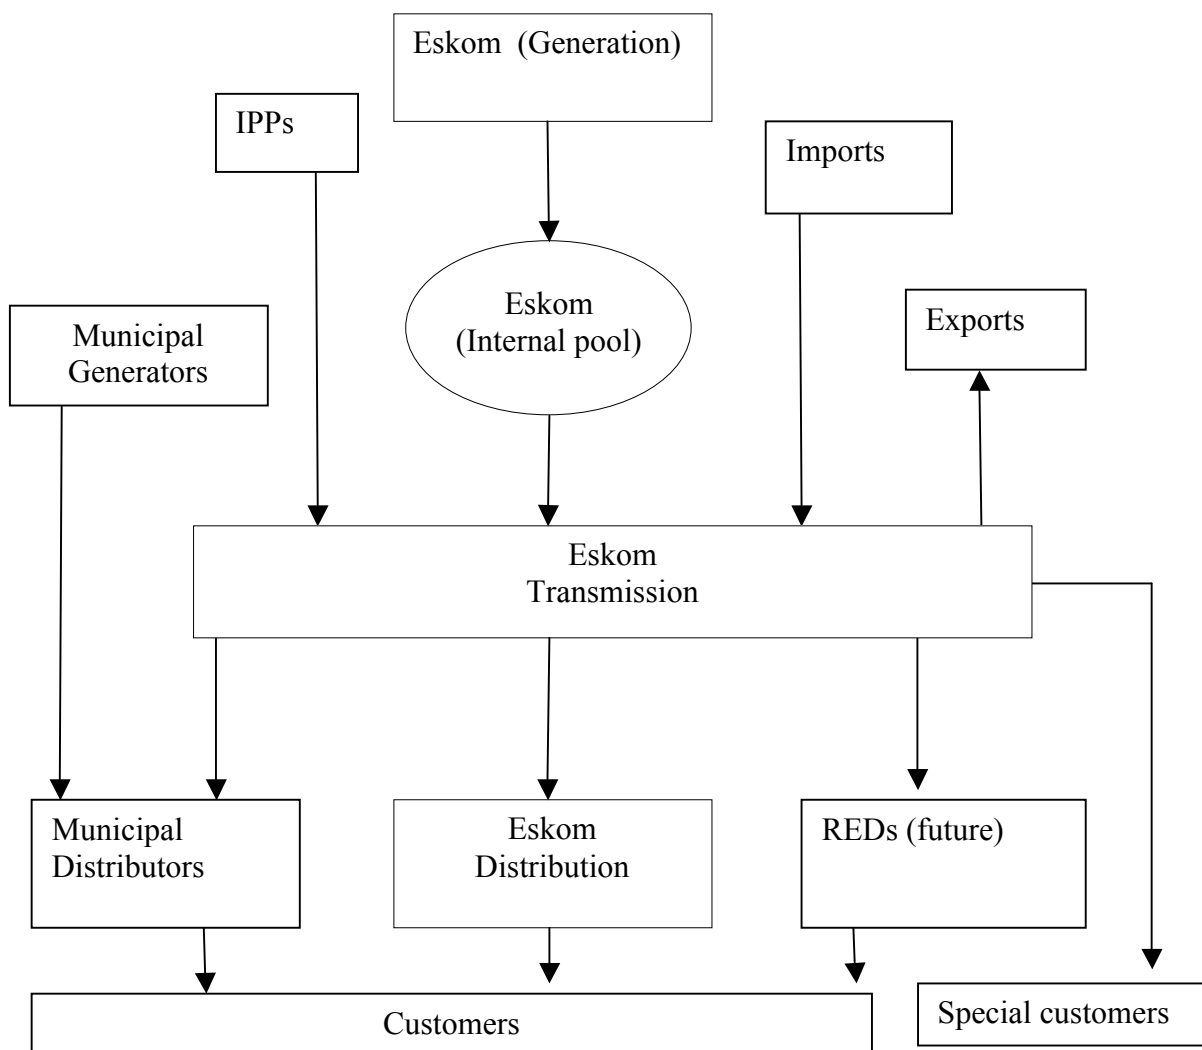 Eskom  (Generation)
IPPs
Imports
Eskom
(Internal pool)
Exports
Municipal
Generators
Eskom
Transmission
Municipal
Distributors
Eskom
Distribution
REDs (future)
Customers
Special customers